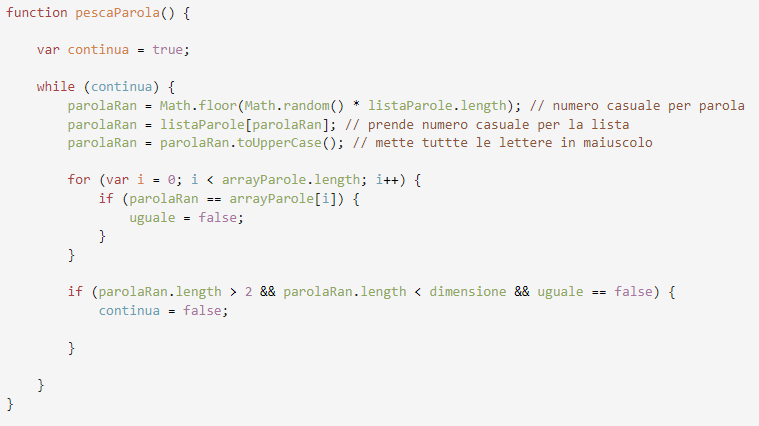 function pescaParola() {
var continua = true;
while (continua) {
parolaRan = Math.floor(Math.random() * listaParole.length); // numero casuale per parola
parolaRan = listaParole[parolaRan]; // prende numero casuale per la lista
parolaRan = parolaRan.toUpperCase(); // mette tuttte le lettere in maiuscolo
for (var i = 0; i < arrayParole.length; i++) {
if (parolaRan == arrayParole[i]) {
uguale = false;
}
}
if (parolaRan.length > 2 && parolaRan.length < dimensione && uguale == false) {
continua = false;
}
}
}